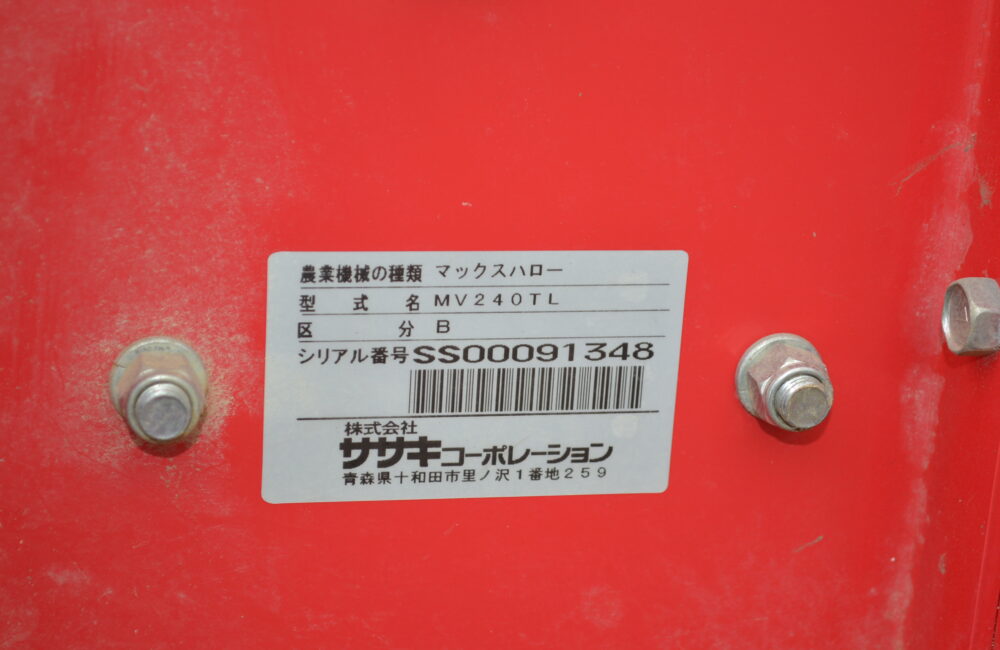 農業機械の種類 マックスハロー
型式名 MV240TL
区分 B
シリアル番号 SS00091348
株式会社
ササキコーポレーション
青森県十和田市里ノ沢1番地259